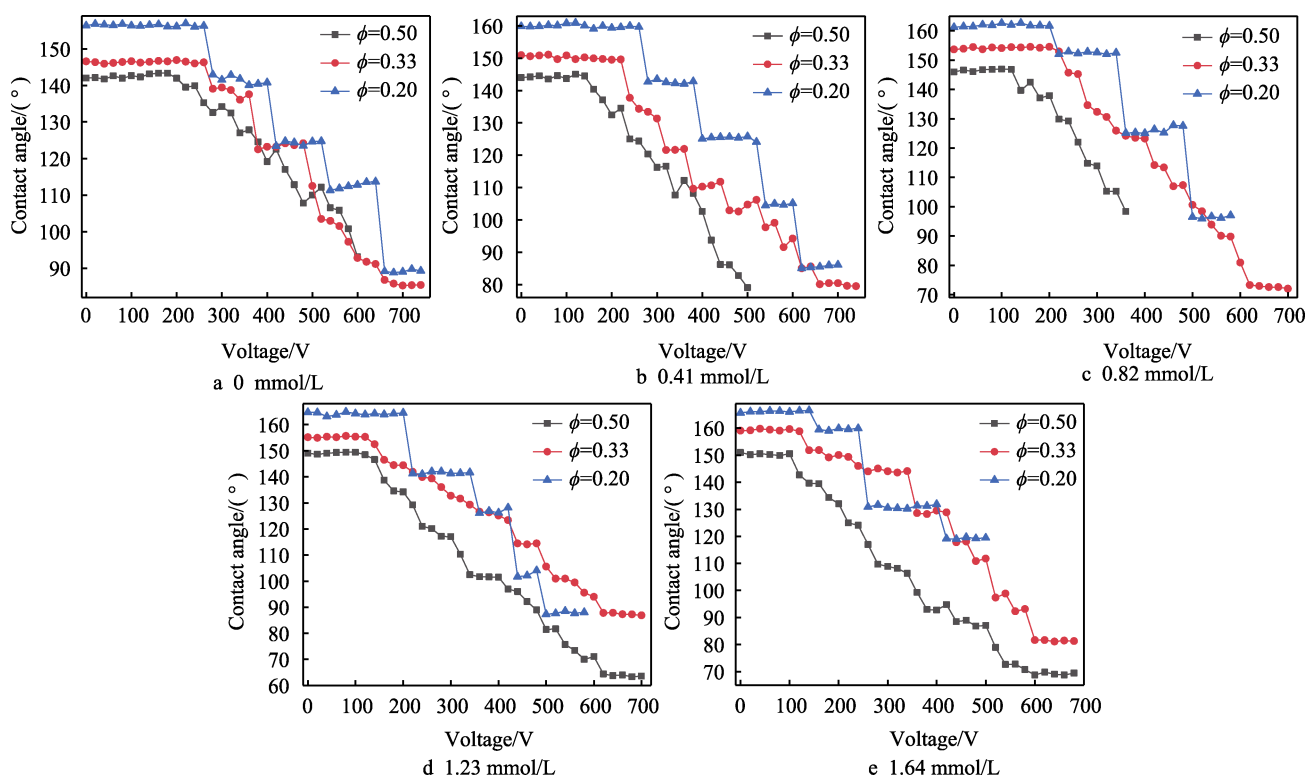 Contact angle/(°)
150
140
130
120
110
100
90
0 100 200 300 400 500 600 700
ϕ=0.50
ϕ=0.33
ϕ=0.20
Voltage/V
a 0 mmol/L
Contact angle/(°)
160
150
140
130
120
110
100
90
80
0 100 200 300 400 500 600 700
ϕ=0.50
ϕ=0.33
ϕ=0.20
Voltage/V
b 0.41 mmol/L
Contact angle/(°)
160
150
140
130
120
110
100
90
80
70
0 100 200 300 400 500 600 700
ϕ=0.50
ϕ=0.33
ϕ=0.20
Voltage/V
c 0.82 mmol/L
Contact angle/(°)
160
150
140
130
120
110
100
90
80
70
60
0 100 200 300 400 500 600 700
ϕ=0.50
ϕ=0.33
ϕ=0.20
Voltage/V
d 1.23 mmol/L
Contact angle/(°)
160
150
140
130
120
110
100
90
80
70
0 100 200 300 400 500 600 700
ϕ=0.50
ϕ=0.33
ϕ=0.20
Voltage/V
e 1.64 mmol/L